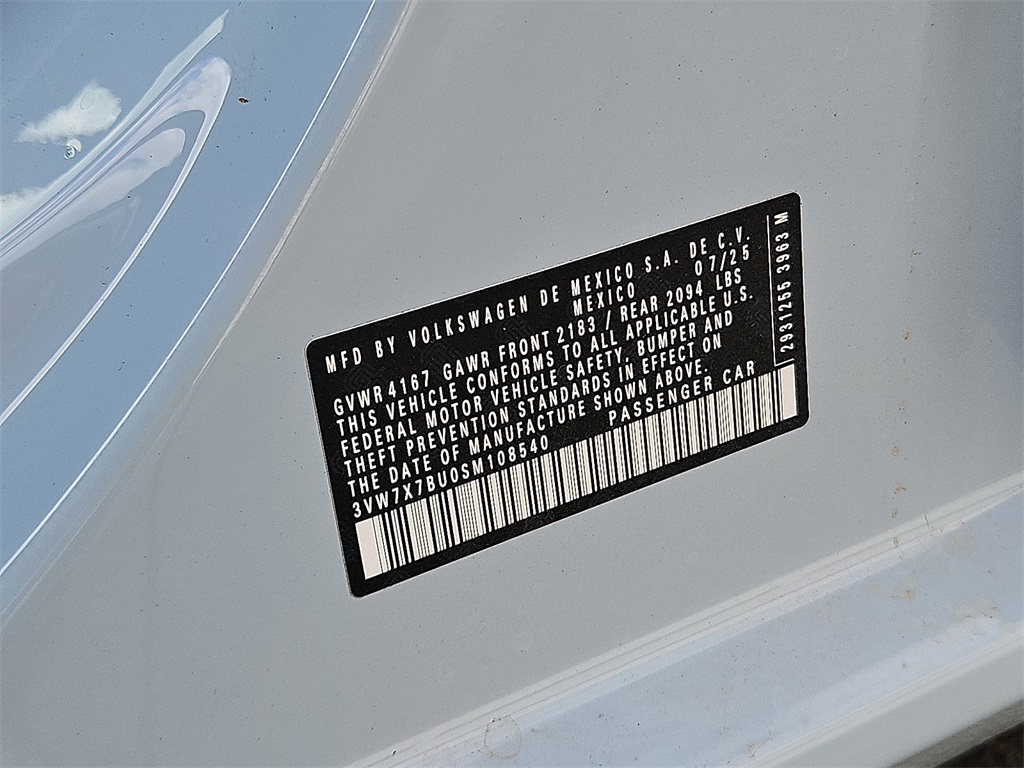 MFD BY VOLKSWAGEN DE MEXICO S.A. DE C.V.
MEXICO 07/25
GVWR 4167 GAWR FRONT 2183 / REAR 2094 LBS
THIS VEHICLE CONFORMS TO ALL APPLICABLE U.S.
FEDERAL MOTOR VEHICLE SAFETY, BUMPER AND
THEFT PREVENTION STANDARDS IN EFFECT ON
THE DATE OF MANUFACTURE SHOWN ABOVE.
3VW7X7BU0SM108540 PASSENGER CAR
2931255 3963 M